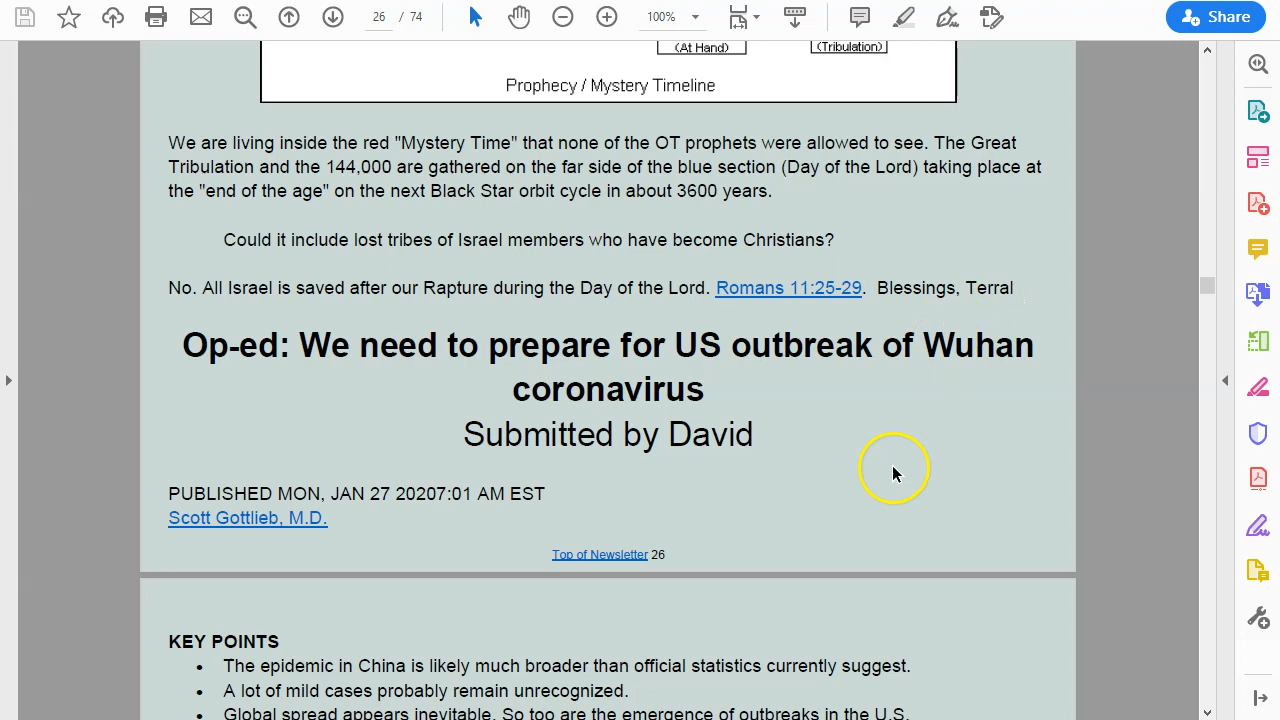 26 / 74
100%
Share
(At Hand) (Tribulation)
Prophecy / Mystery Timeline
We are living inside the red "Mystery Time" that none of the OT prophets were allowed to see. The Great
Tribulation and the 144,000 are gathered on the far side of the blue section (Day of the Lord) taking place at
the "end of the age" on the next Black Star orbit cycle in about 3600 years.
Could it include lost tribes of Israel members who have become Christians?
No. All Israel is saved after our Rapture during the Day of the Lord. Romans 11:25-29. Blessings, Terral
Op-ed: We need to prepare for US outbreak of Wuhan
coronavirus
Submitted by David
PUBLISHED MON, JAN 27 20207:01 AM EST
Scott Gottlieb, M.D.
Top of Newsletter 26
KEY POINTS
• The epidemic in China is likely much broader than official statistics currently suggest.
• A lot of mild cases probably remain unrecognized.
• Global spread appears inevitable. So too are the emergence of outbreaks in the U.S.